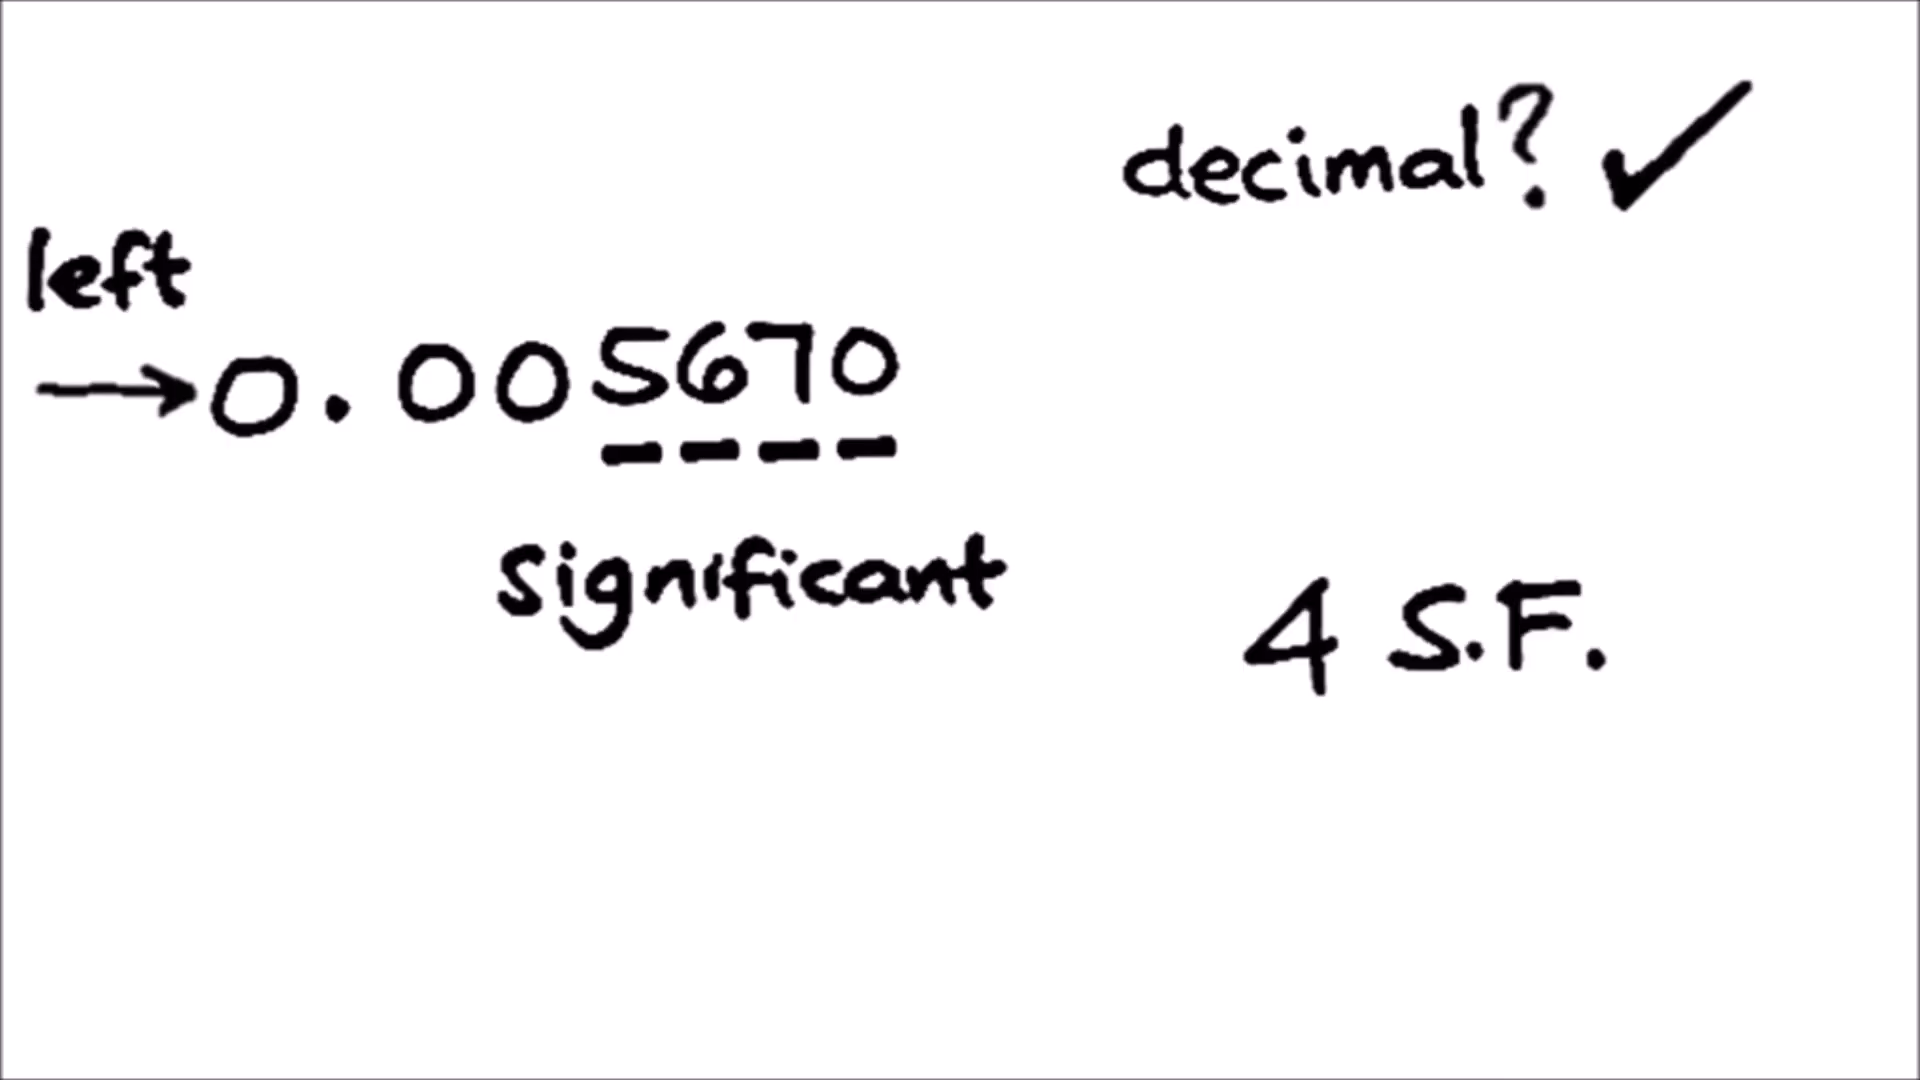 decimal? ✓
left
→0.005670
significant
4 S.F.